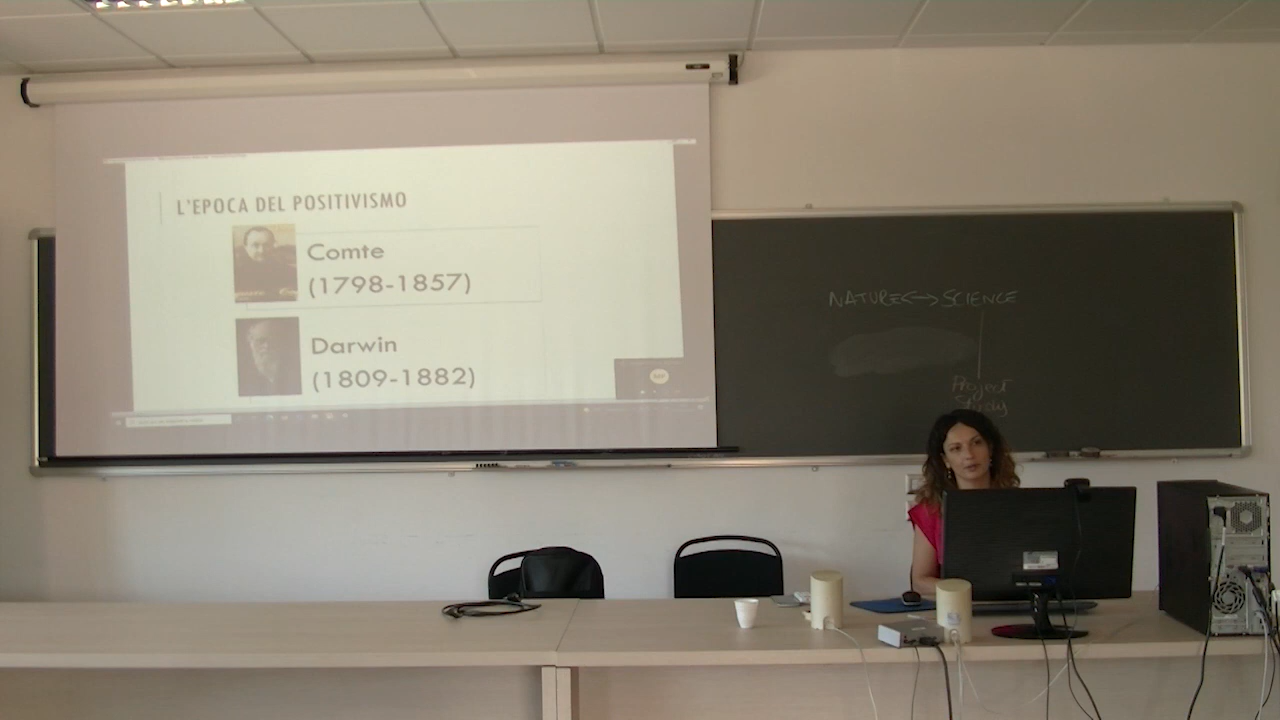 L'EPOCA DEL POSITIVISMO
Comte
(1798-1857)
Darwin
(1809-1882)
NATURE<->SCIENCE
Project
Study